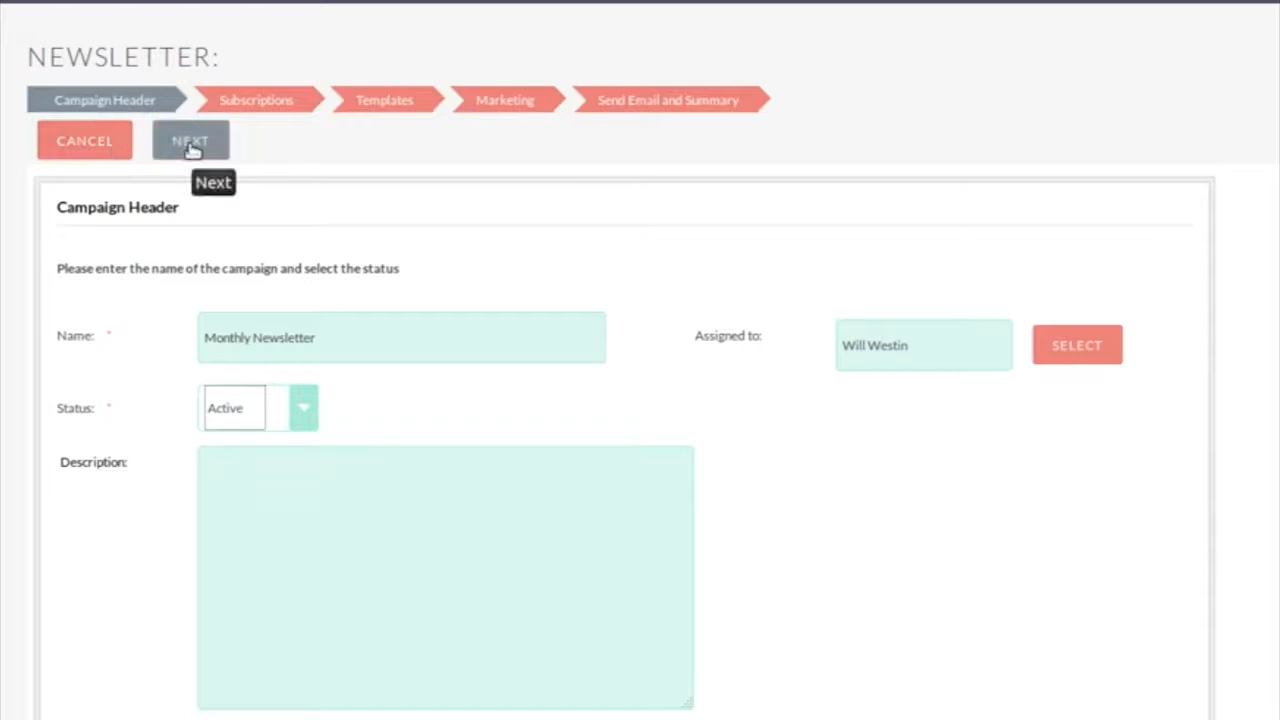 NEWSLETTER:
Campaign Header Subscriptions Templates Marketing Send Email and Summary
CANCEL NEXT
Next
Campaign Header
Please enter the name of the campaign and select the status
Name: * Monthly Newsletter Assigned to: Will Westin SELECT
Status: * Active
Description: